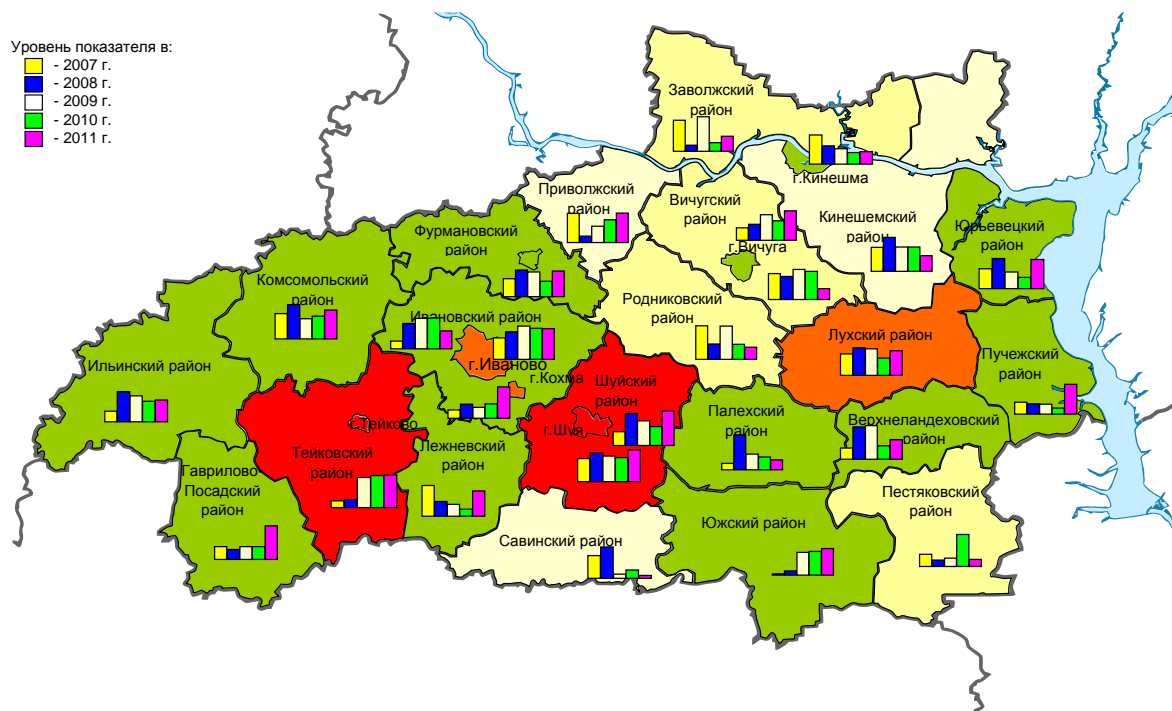 Уровень показателя в:
- 2007 г.
- 2008 г.
- 2009 г.
- 2010 г.
- 2011 г.
Заволжский
район
г.Кинешма
Приволжский
район
Вичугский
район
Кинешемский
район
Юрьевецкий
район
Фурмановский
район
г.Вичуга
Комсомольский
район
Родниковский
район
Ивановский район
Лухский район
Пучежский
район
Ильинский район
г.Иваново
г.Кохма
Шуйский
район
Палехский
район
Верхнеландеховский
район
г.Тейково
г.Шуя
Тейковский
район
Лежневский
район
Гаврилово-
Посадский
район
Пестяковский
район
Южский район
Савинский район